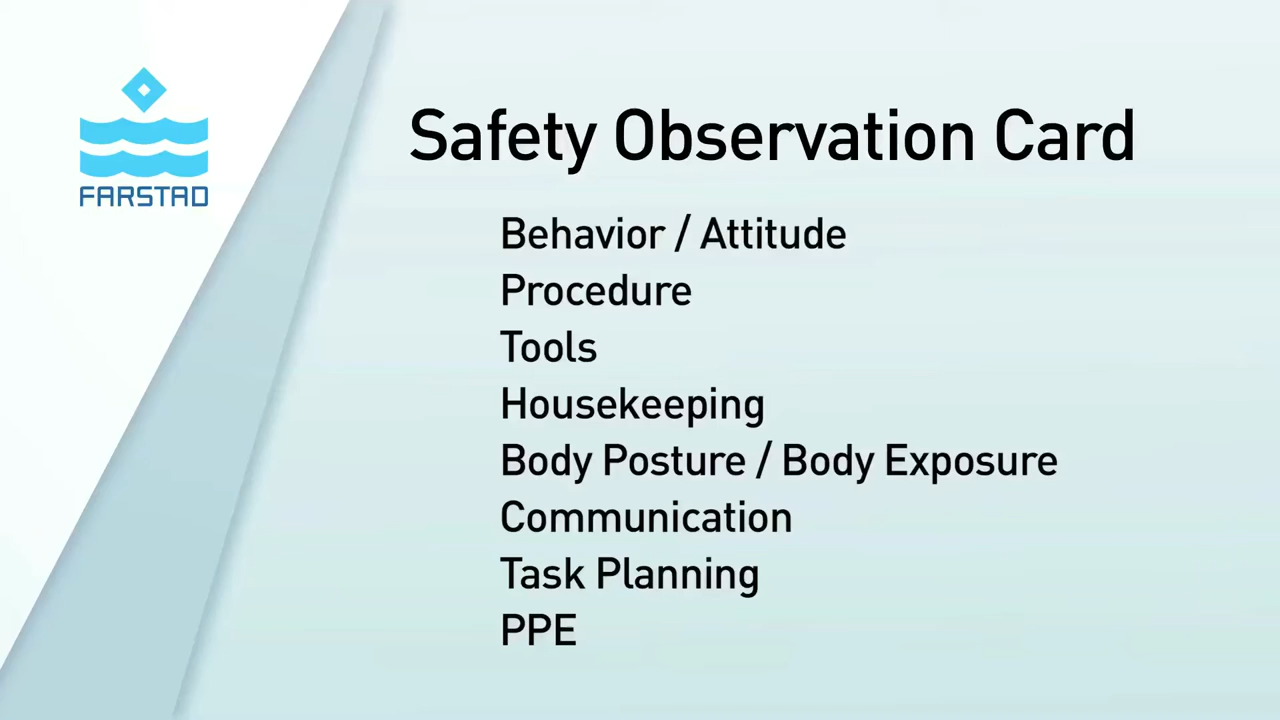 FARSTAD
Safety Observation Card
Behavior / Attitude
Procedure
Tools
Housekeeping
Body Posture / Body Exposure
Communication
Task Planning
PPE